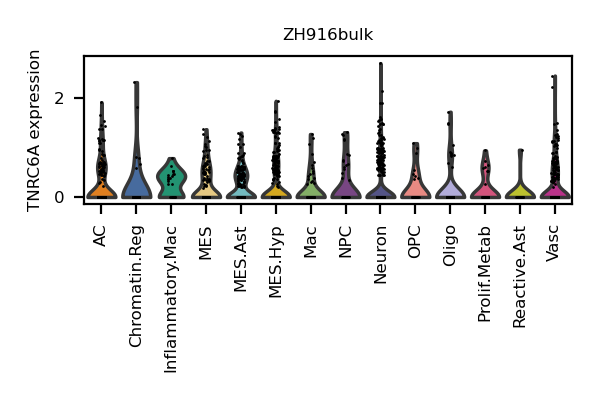 ZH916bulk
TNRC6A expression
2
0
AC
Chromatin.Reg
Inflammatory.Mac
MES
MES.Ast
MES.Hyp
Mac
NPC
Neuron
OPC
Oligo
Prolif.Metab
Reactive.Ast
Vasc